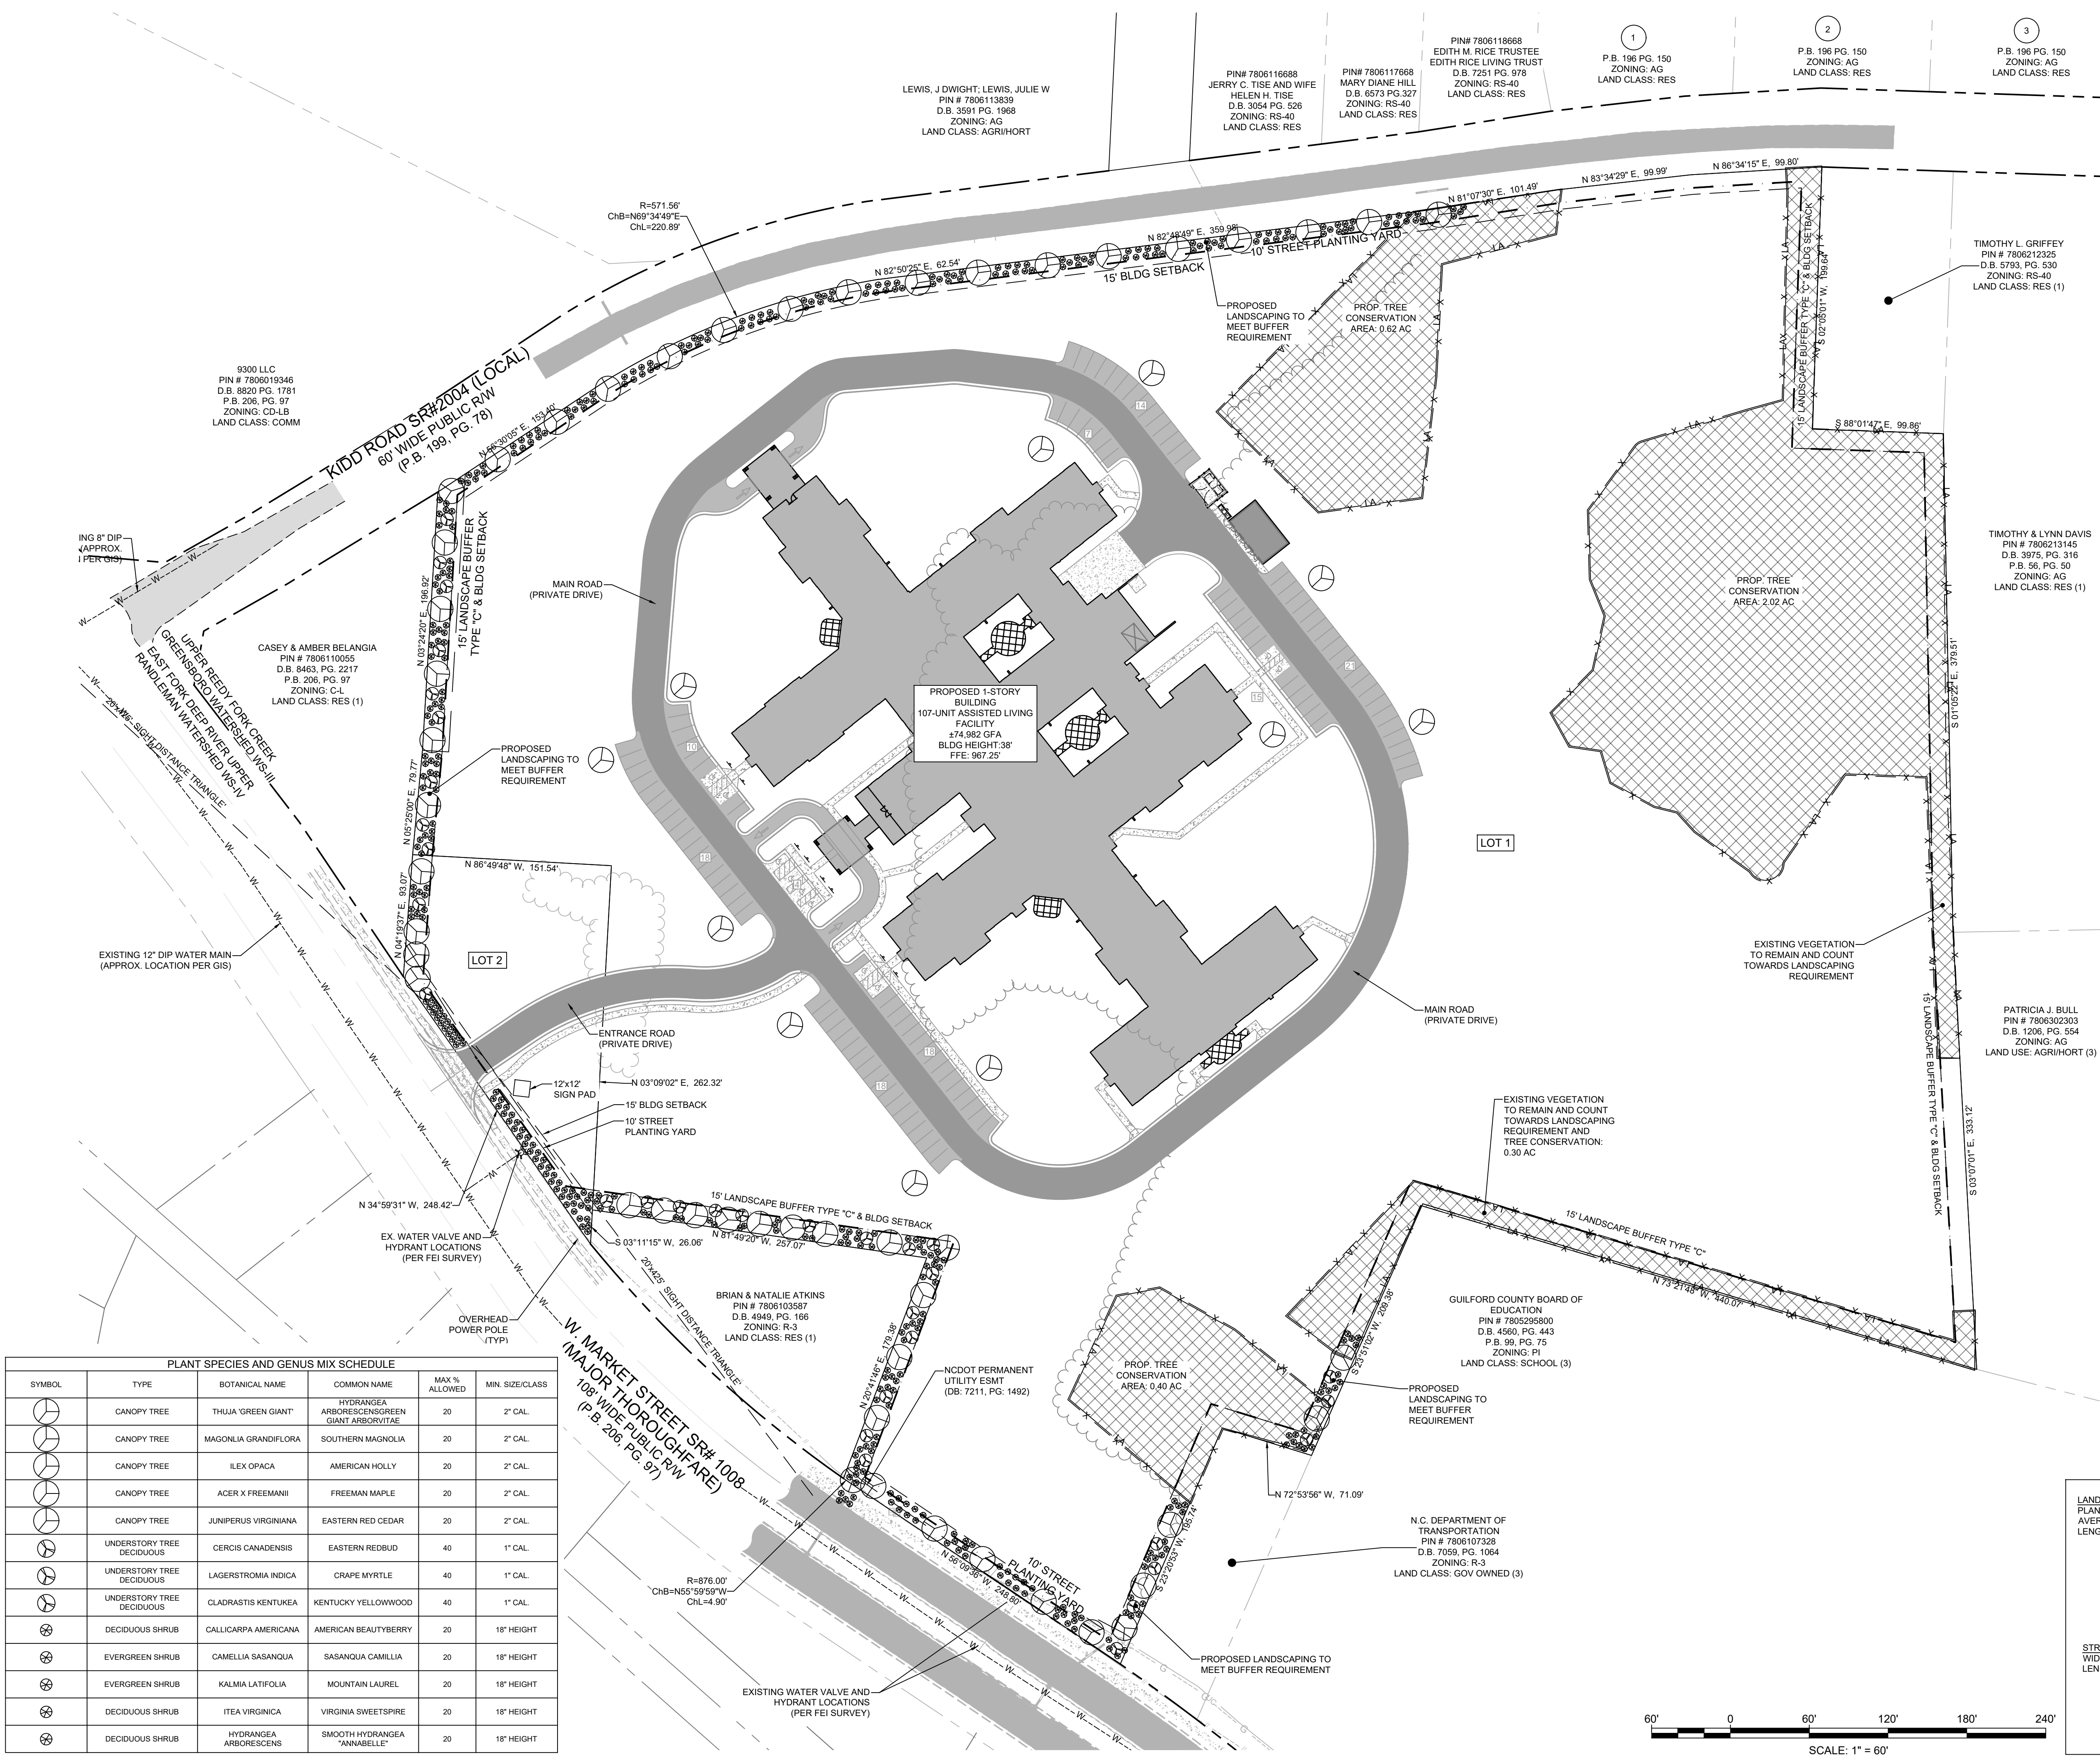 LEWIS, J DWIGHT; LEWIS, JULIE W
PIN # 7806113839
D.B. 3591 PG. 1968
ZONING: AG
LAND CLASS: AGRI/HORT
PIN# 7806116688
JERRY C. TISE AND WIFE
HELEN H. TISE
D.B. 3054 PG. 526
ZONING: RS-40
LAND CLASS: RES
PIN# 7806117668
MARY DIANE HILL
D.B. 6573 PG.327
ZONING: RS-40
LAND CLASS: RES
PIN# 7806118668
EDITH M. RICE TRUSTEE
EDITH RICE LIVING TRUST
D.B. 7251 PG. 978
ZONING: RS-40
LAND CLASS: RES
1
P.B. 196 PG. 150
ZONING: AG
LAND CLASS: RES
2
P.B. 196 PG. 150
ZONING: AG
LAND CLASS: RES
3
P.B. 196 PG. 150
ZONING: AG
LAND CLASS: RES
R=571.56'
ChB=N69°34'49"E
ChL=220.89'
N 82°50'25" E, 62.54'
N 82°48'49" E, 359.98'
N 81°07'30" E, 101.49'
N 83°34'29" E, 99.99'
N 86°34'15" E, 99.80'
15' BLDG SETBACK
10' STREET PLANTING YARD
PROPOSED
LANDSCAPING TO
MEET BUFFER
REQUIREMENT
PROP. TREE
CONSERVATION
AREA: 0.62 AC
15' LANDSCAPE BUFFER TYPE "C" & BLDG SETBACK
S 02°05'01" W, 199.64'
TIMOTHY L. GRIFFEY
PIN # 7806212325
D.B. 5793, PG. 530
ZONING: RS-40
LAND CLASS: RES (1)
S 88°01'47" E, 99.86'
9300 LLC
PIN # 7806019346
D.B. 8820 PG. 1781
P.B. 206, PG. 97
ZONING: CD-LB
LAND CLASS: COMM
KIDD ROAD SR#2004 (LOCAL)
60' WIDE PUBLIC R/W
(P.B. 199, PG. 78)
N 56°30'05" E, 153.40'
ING 8" DIP
(APPROX.
PER GIS)
15' LANDSCAPE BUFFER
TYPE "C" & BLDG SETBACK
N 03°24'20" E, 196.92'
MAIN ROAD
(PRIVATE DRIVE)
14
7
CASEY & AMBER BELANGIA
PIN # 7806110055
D.B. 8463, PG. 2217
P.B. 206, PG. 97
ZONING: C-L
LAND CLASS: RES (1)
UPPER REEDY FORK CREEK
GREENSBORO WATERSHED WS-III
EAST FORK DEEP RIVER UPPER
RANDLEMAN WATERSHED WS-IV
SIGHT DISTANCE TRIANGLE'
PROPOSED
LANDSCAPING TO
MEET BUFFER
REQUIREMENT
N 05°25'00" E, 79.77'
PROPOSED 1-STORY
BUILDING
107-UNIT ASSISTED LIVING
FACILITY
±74,982 GFA
BLDG HEIGHT:38'
FFE: 967.25'
10
18
15
21
PROP. TREE
CONSERVATION
AREA: 2.02 AC
TIMOTHY & LYNN DAVIS
PIN # 7806213145
D.B. 3975, PG. 316
P.B. 56, PG. 50
ZONING: AG
LAND CLASS: RES (1)
S 01°05'22" E, 379.51'
LOT 1
N 86°49'48" W, 151.54'
N 04°19'37" E, 93.07'
LOT 2
EXISTING 12" DIP WATER MAIN
(APPROX. LOCATION PER GIS)
ENTRANCE ROAD
(PRIVATE DRIVE)
18
18
MAIN ROAD
(PRIVATE DRIVE)
EXISTING VEGETATION
TO REMAIN AND COUNT
TOWARDS LANDSCAPING
REQUIREMENT
PATRICIA J. BULL
PIN # 7806302303
D.B. 1206, PG. 554
ZONING: AG
LAND USE: AGRI/HORT (3)
15' LANDSCAPE BUFFER TYPE "C" & BLDG SETBACK
S 03°07'01" E, 333.12'
12'x12'
SIGN PAD
N 03°09'02" E, 262.32'
15' BLDG SETBACK
10' STREET
PLANTING YARD
N 34°59'31" W, 248.42'
EX. WATER VALVE AND
HYDRANT LOCATIONS
(PER FEI SURVEY)
S 03°11'15" W, 26.06'
15' LANDSCAPE BUFFER TYPE "C" & BLDG SETBACK
N 81°49'20" W, 257.07'
OVERHEAD
POWER POLE
(TYP)
20'x425' SIGHT DISTANCE TRIANGLE'
BRIAN & NATALIE ATKINS
PIN # 7806103587
D.B. 4949, PG. 166
ZONING: R-3
LAND CLASS: RES (1)
N 20°41'46" E, 179.38'
EXISTING VEGETATION
TO REMAIN AND COUNT
TOWARDS LANDSCAPING
REQUIREMENT AND
TREE CONSERVATION:
0.30 AC
15' LANDSCAPE BUFFER TYPE "C"
N 73°21'48" W, 440.07'
GUILFORD COUNTY BOARD OF
EDUCATION
PIN # 7805295800
D.B. 4560, PG. 443
P.B. 99, PG. 75
ZONING: PI
LAND CLASS: SCHOOL (3)
S 23°51'02" W, 209.38'
PROP. TREE
CONSERVATION
AREA: 0.40 AC
NCDOT PERMANENT
UTILITY ESMT
(DB: 7211, PG: 1492)
PROPOSED
LANDSCAPING TO
MEET BUFFER
REQUIREMENT
W. MARKET STREET SR# 1008
(MAJOR THOROUGHFARE)
108' WIDE PUBLIC R/W
(P.B. 206, PG. 97)
N 72°53'56" W, 71.09'
S 23°20'53" W, 195.74'
N.C. DEPARTMENT OF
TRANSPORTATION
PIN # 7806107328
D.B. 7059, PG. 1064
ZONING: R-3
LAND CLASS: GOV OWNED (3)
R=876.00'
ChB=N55°59'59"W
ChL=4.90'
10' STREET
PLANTING YARD
N 56°09'36" W, 248.80'
PROPOSED LANDSCAPING TO
MEET BUFFER REQUIREMENT
EXISTING WATER VALVE AND
HYDRANT LOCATIONS
(PER FEI SURVEY)
PLANT SPECIES AND GENUS MIX SCHEDULE
SYMBOL TYPE BOTANICAL NAME COMMON NAME MAX % ALLOWED MIN. SIZE/CLASS
CANOPY TREE THUJA 'GREEN GIANT' HYDRANGEA ARBORESCENSGREEN GIANT ARBORVITAE 20 2" CAL.
CANOPY TREE MAGONLIA GRANDIFLORA SOUTHERN MAGNOLIA 20 2" CAL.
CANOPY TREE ILEX OPACA AMERICAN HOLLY 20 2" CAL.
CANOPY TREE ACER X FREEMANII FREEMAN MAPLE 20 2" CAL.
CANOPY TREE JUNIPERUS VIRGINIANA EASTERN RED CEDAR 20 2" CAL.
UNDERSTORY TREE DECIDUOUS CERCIS CANADENSIS EASTERN REDBUD 40 1" CAL.
UNDERSTORY TREE DECIDUOUS LAGERSTROMIA INDICA CRAPE MYRTLE 40 1" CAL.
UNDERSTORY TREE DECIDUOUS CLADRASTIS KENTUKEA KENTUCKY YELLOWWOOD 40 1" CAL.
DECIDUOUS SHRUB CALLICARPA AMERICANA AMERICAN BEAUTYBERRY 20 18" HEIGHT
EVERGREEN SHRUB CAMELLIA SASANQUA SASANQUA CAMILLIA 20 18" HEIGHT
EVERGREEN SHRUB KALMIA LATIFOLIA MOUNTAIN LAUREL 20 18" HEIGHT
DECIDUOUS SHRUB ITEA VIRGINICA VIRGINIA SWEETSPIRE 20 18" HEIGHT
DECIDUOUS SHRUB HYDRANGEA ARBORESCENS SMOOTH HYDRANGEA "ANNABELLE" 20 18" HEIGHT
LAND
PLAN
AVER
LENG
STR
WID
LEN
60' 0 60' 120' 180' 240'
SCALE: 1" = 60'